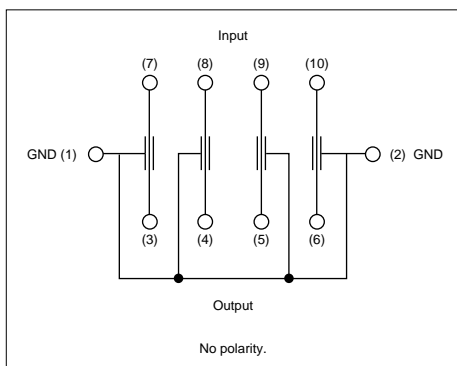 Input
(7) (8) (9) (10)
GND (1) (2) GND
(3) (4) (5) (6)
Output
No polarity.